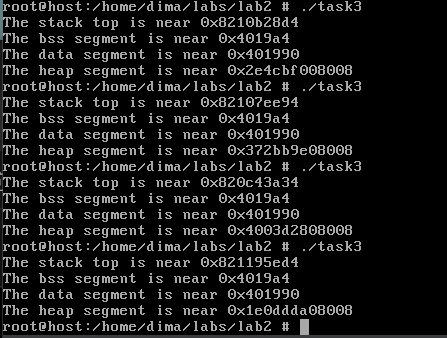 root@host:/home/dima/labs/lab2 # ./task3
The stack top is near 0x8210b28d4
The bss segment is near 0x4019a4
The data segment is near 0x401990
The heap segment is near 0x2e4cbf008008
root@host:/home/dima/labs/lab2 # ./task3
The stack top is near 0x82107ee94
The bss segment is near 0x4019a4
The data segment is near 0x401990
The heap segment is near 0x372bb9e08008
root@host:/home/dima/labs/lab2 # ./task3
The stack top is near 0x820c43a34
The bss segment is near 0x4019a4
The data segment is near 0x401990
The heap segment is near 0x4003d2808008
root@host:/home/dima/labs/lab2 # ./task3
The stack top is near 0x821195ed4
The bss segment is near 0x4019a4
The data segment is near 0x401990
The heap segment is near 0x1e0ddda08008
root@host:/home/dima/labs/lab2 #